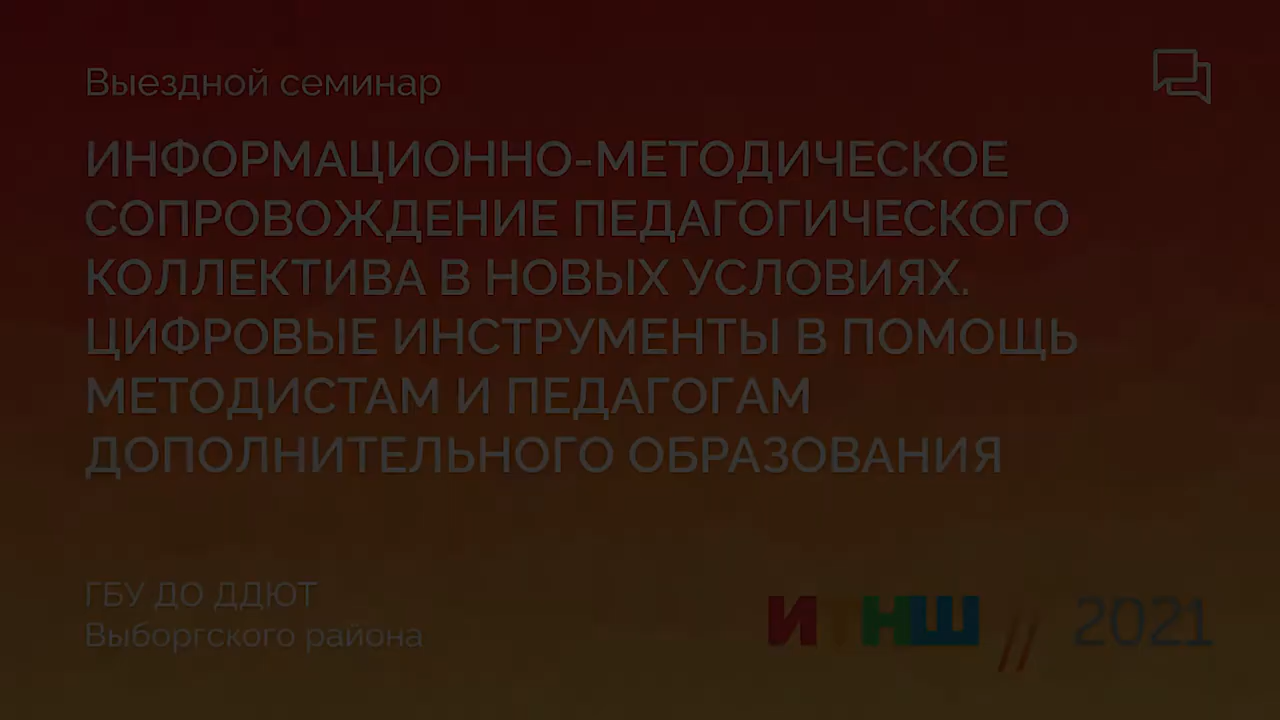 Выездной семинар
ИНФОРМАЦИОННО-МЕТОДИЧЕСКОЕ
СОПРОВОЖДЕНИЕ ПЕДАГОГИЧЕСКОГО
КОЛЛЕКТИВА В НОВЫХ УСЛОВИЯХ.
ЦИФРОВЫЕ ИНСТРУМЕНТЫ В ПОМОЩЬ
МЕТОДИСТАМ И ПЕДАГОГАМ
ДОПОЛНИТЕЛЬНОГО ОБРАЗОВАНИЯ
ГБУ ДО ДДЮТ
Выборгского района
ИТНШ // 2021